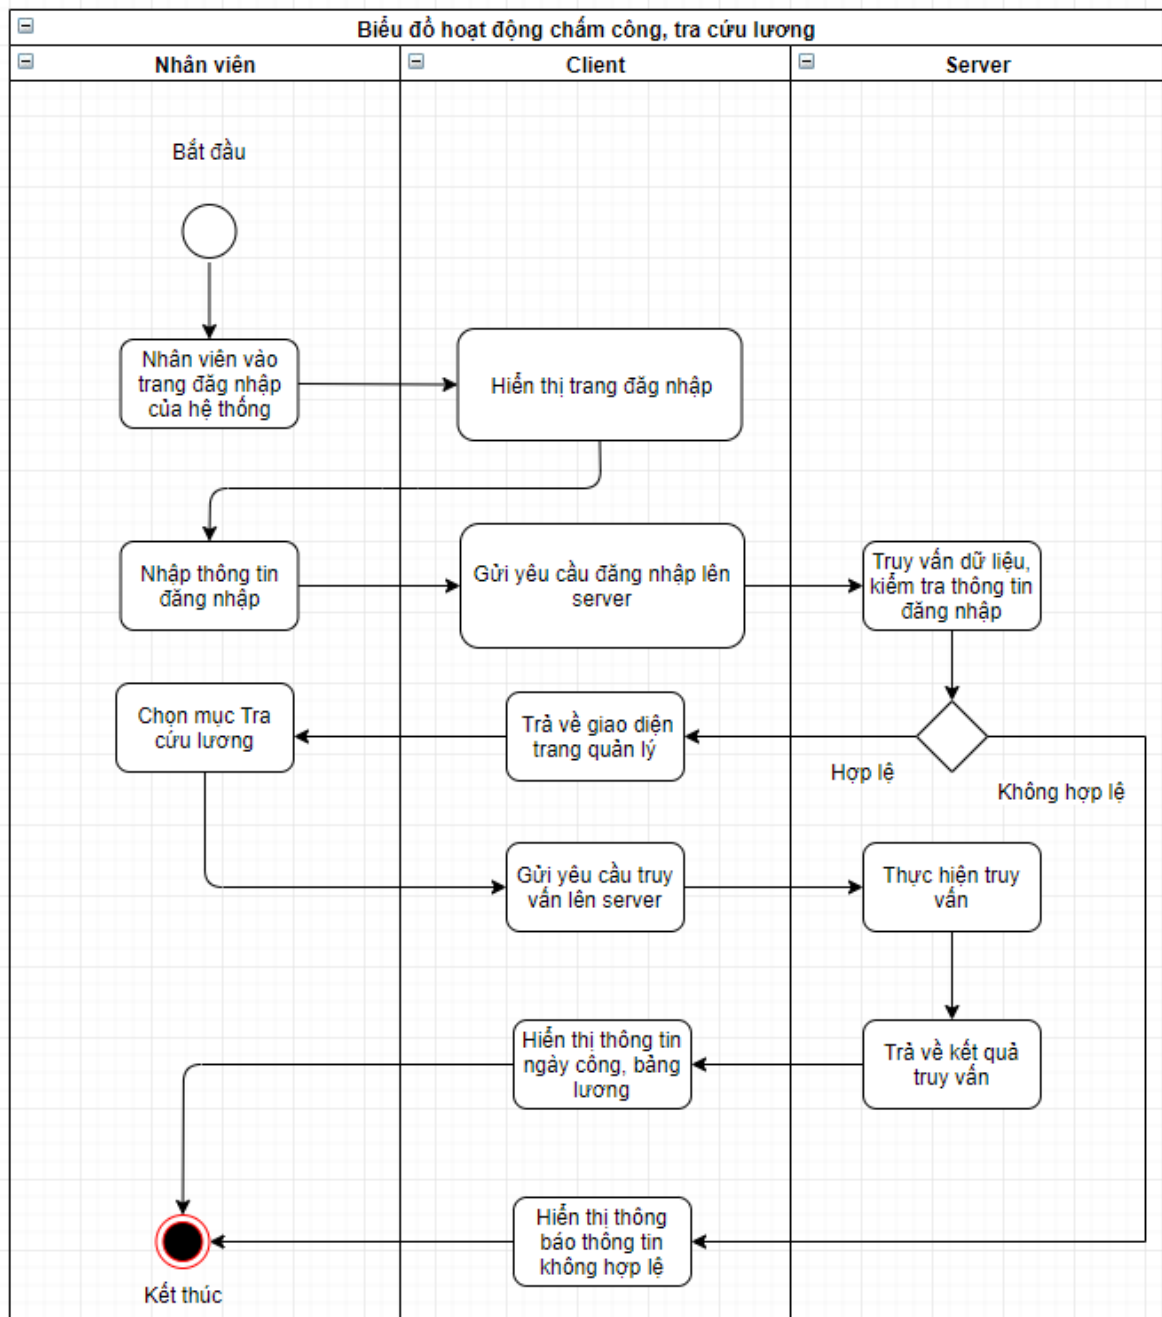 Biểu đồ hoạt động chấm công, tra cứu lương
Nhân viên
Client
Server
Bắt đầu
Nhân viên vào
trang đăg nhập
của hệ thống
Hiển thị trang đăg nhập
Nhập thông tin
đăng nhập
Gửi yêu cầu đăng nhập lên
server
Truy vấn dữ liệu,
kiểm tra thông tin
đăng nhập
Chọn mục Tra
cứu lương
Trả về giao diện
trang quản lý
Hợp lệ
Không hợp lệ
Gửi yêu cầu truy
vấn lên server
Thực hiện truy
vấn
Hiển thị thông tin
ngày công, bảng
lương
Trả về kết quả
truy vấn
Hiển thị thông
báo thông tin
không hợp lệ
Kết thúc